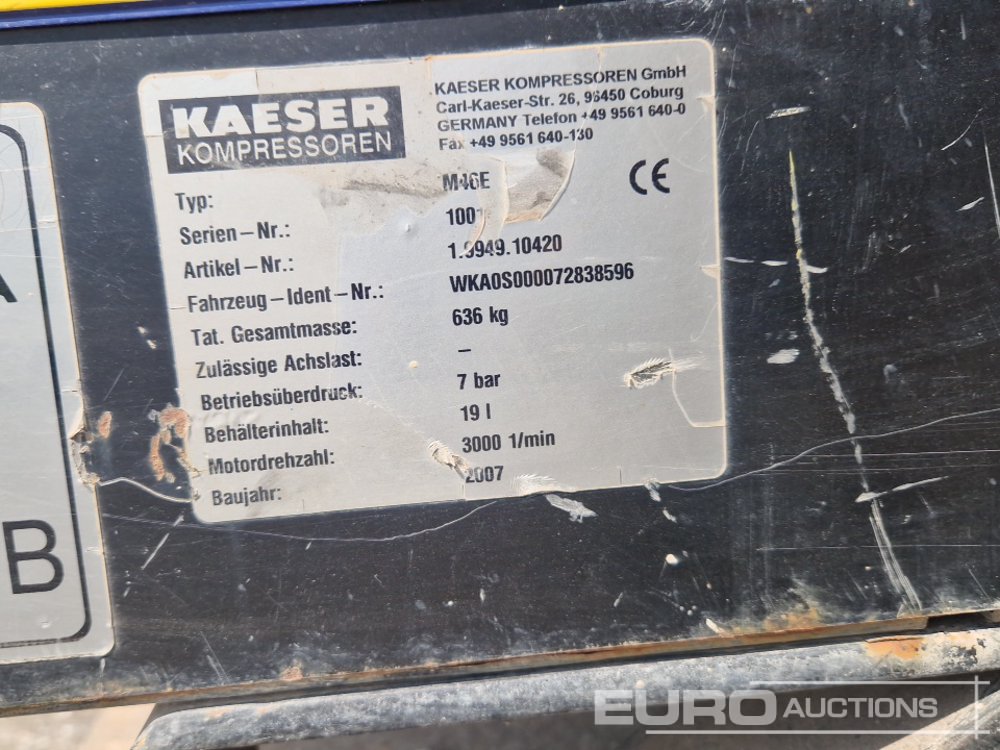 KAESER
KOMPRESSOREN
KAESER KOMPRESSOREN GmbH
Carl-Kaeser-Str. 26, 96450 Coburg
GERMANY Telefon +49 9561 640-0
Fax +49 9561 640-130
CE
Typ: M46E
Serien-Nr.: 100
Artikel-Nr.: 1.9949.10420
Fahrzeug-Ident-Nr.: WKA0S000072838596
Tat. Gesamtmasse: 636 kg
Zulässige Achslast: –
Betriebsüberdruck: 7 bar
Behälterinhalt: 19 l
Motordrehzahl: 3000 1/min
Baujahr: 2007
A
B
EURO AUCTIONS